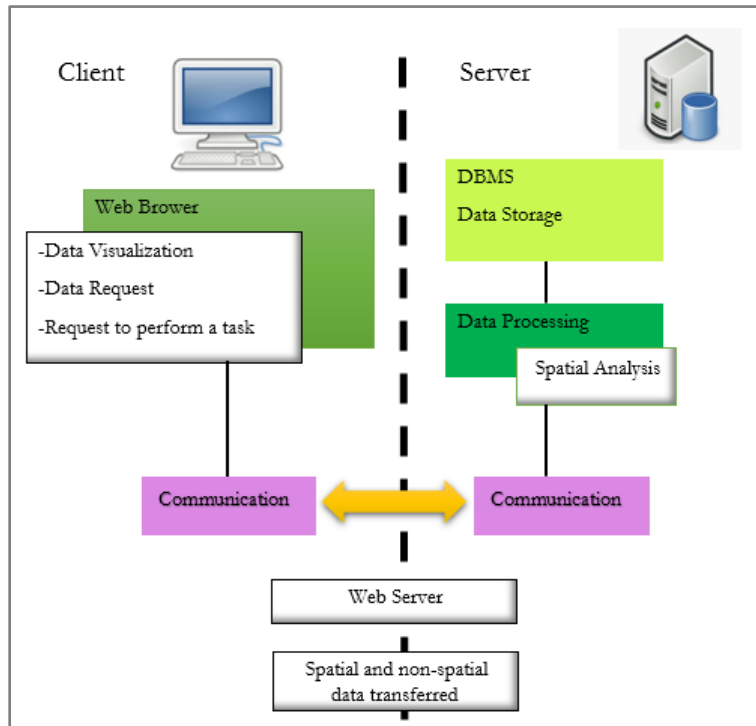 Client
Server
Web Brower
-Data Visualization
-Data Request
-Request to perform a task
DBMS
Data Storage
Data Processing
Spatial Analysis
Communication
Communication
Web Server
Spatial and non-spatial
data transferred